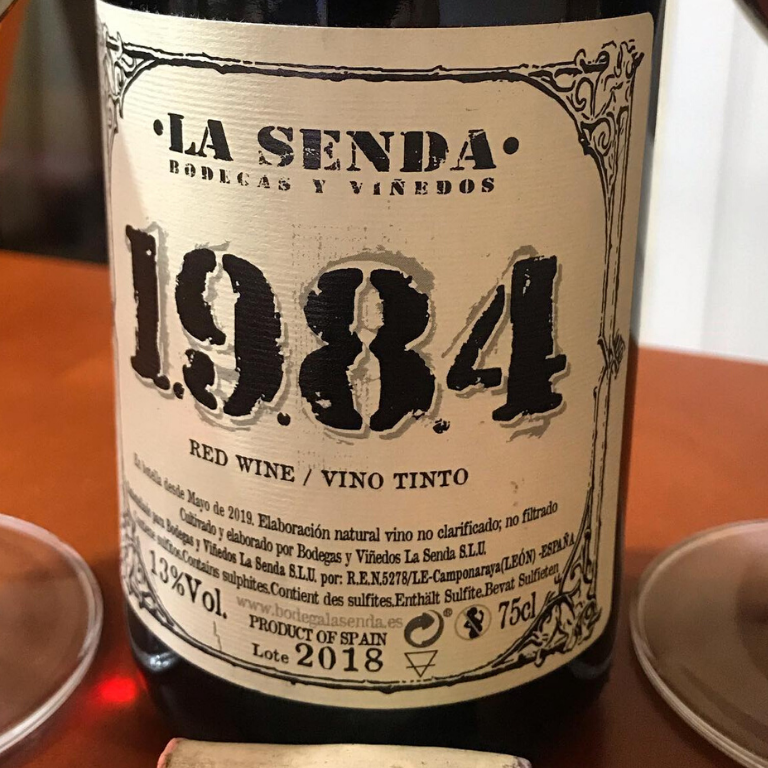 ·LA SENDA·
BODEGAS Y VIÑEDOS
1.9.8.4
RED WINE / VINO TINTO
En botella desde Mayo de 2019. Elaboración natural vino no clarificado; no filtrado
Cultivado y elaborado por Bodegas y Viñedos La Senda S.L.U.
para Bodegas y Viñedos La Senda S.L.U. por: R.E.N.5278/LE-Camponaraya(LEÓN) -ESPAÑA
Contiene sulfitos.Contains sulphites.Contient des sulfites.Enthält Sulfite.Bevat Sulfieten
13%Vol.
www.bodegalasenda.es
75cl
PRODUCT OF SPAIN
Lote 2018